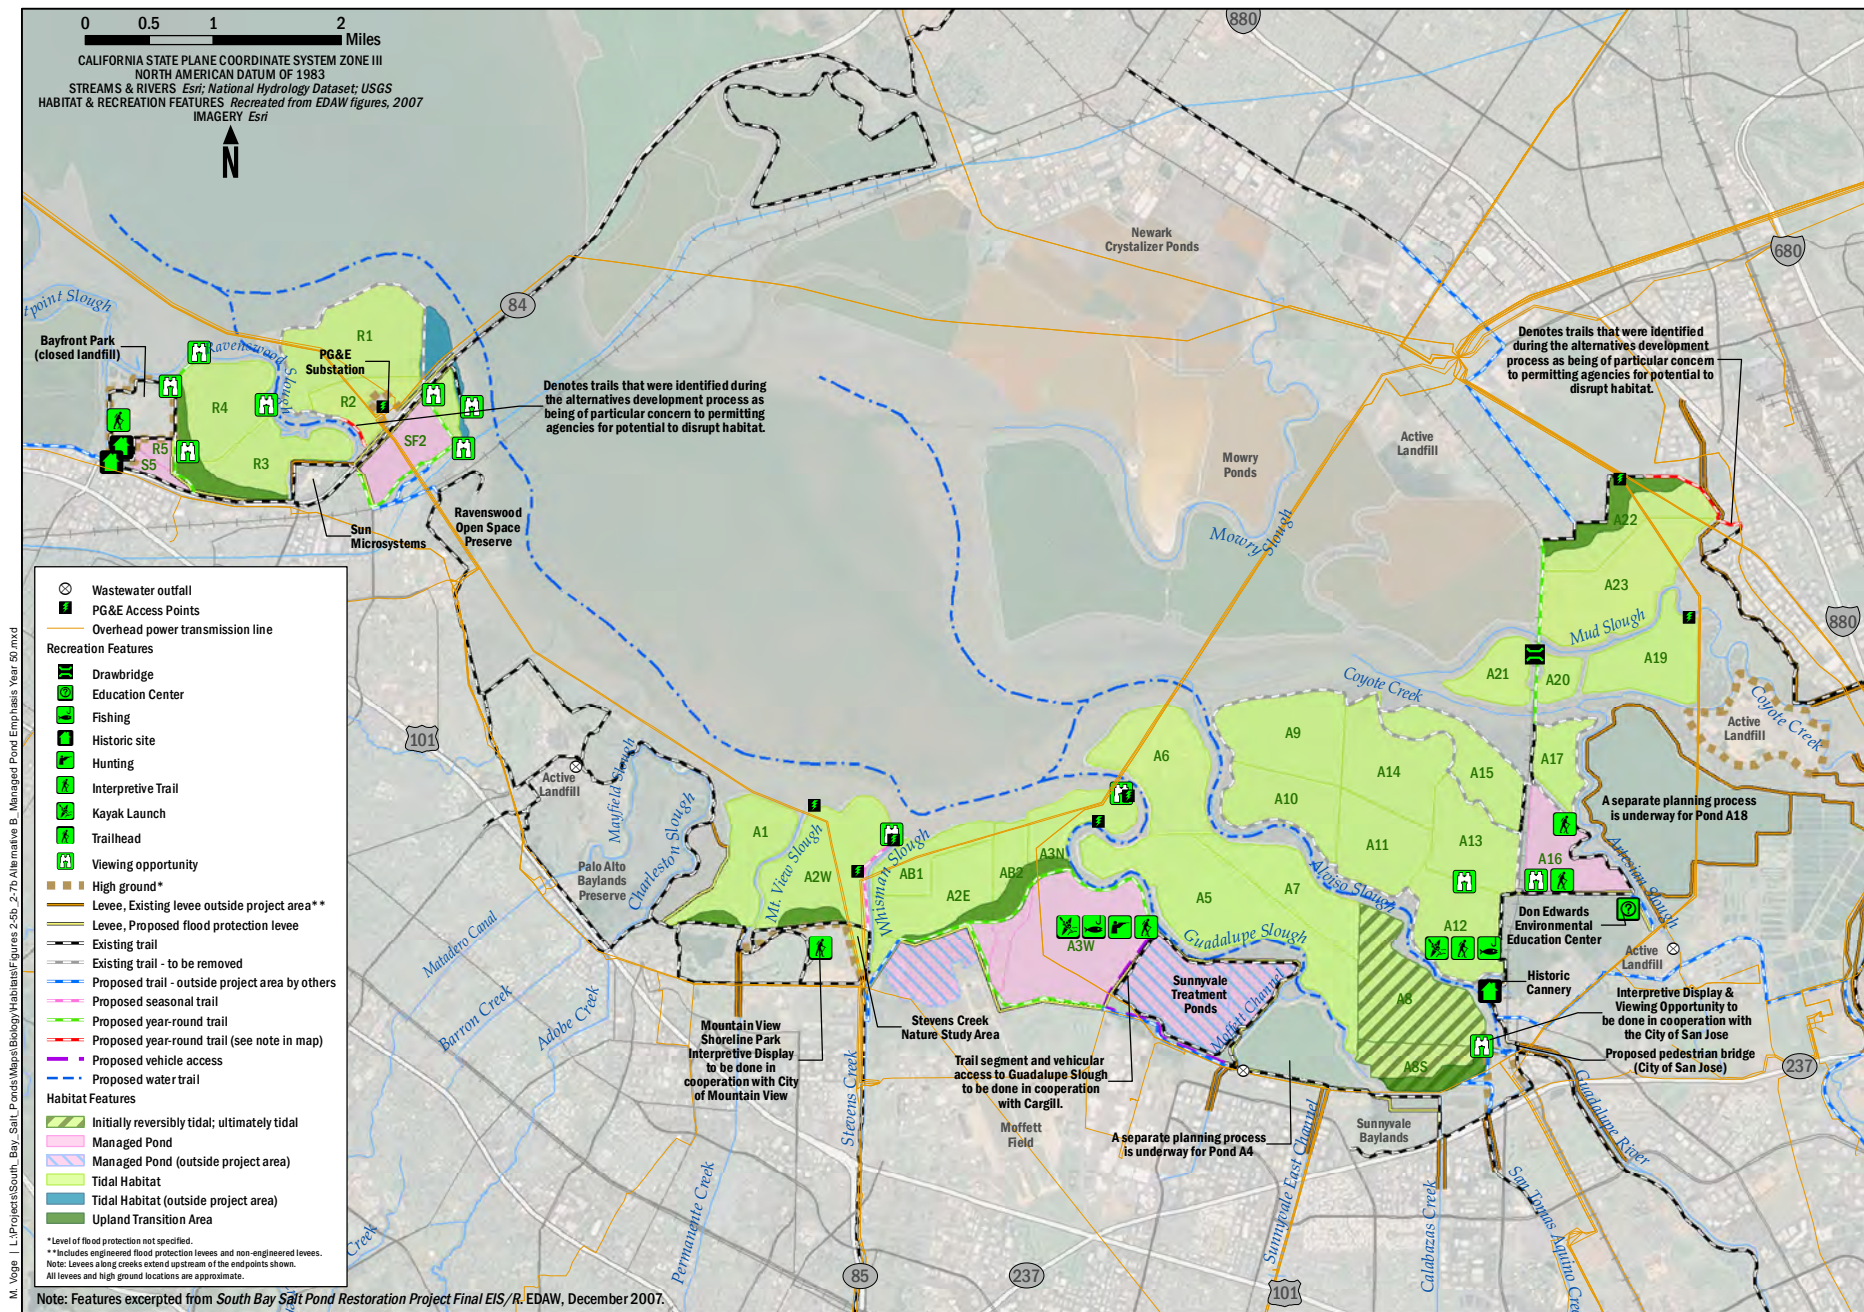 0 0.5 1 2
Miles
CALIFORNIA STATE PLANE COORDINATE SYSTEM ZONE III
NORTH AMERICAN DATUM OF 1983
STREAMS & RIVERS Esri; National Hydrology Dataset; USGS
HABITAT & RECREATION FEATURES Recreated from EDAW figures, 2007
IMAGERY Esri
N
880
680
84
Newark
Crystalizer Ponds
tpoint Slough
Bayfront Park
(closed landfill)
Ravenswood
Slough
PG&E
Substation
R1
R2
R4
R3
R5
S5
SF2
Denotes trails that were identified during
the alternatives development process as
being of particular concern to permitting
agencies for potential to disrupt habitat.
Denotes trails that were identified
during the alternatives development
process as being of particular concern
to permitting agencies for potential to
disrupt habitat.
Active
Landfill
Mowry
Ponds
Mowry Slough
Sun
Microsystems
Ravenswood
Open Space
Preserve
A22
A23
Mud Slough
A19
A21
A20
880
Coyote Creek
Coyote Creek
Active
Landfill
A17
A separate planning process
is underway for Pond A18
Artesian Slough
A16
Don Edwards
Environmental
Education Center
Active
Landfill
Historic
Cannery
Interpretive Display &
Viewing Opportunity to
be done in cooperation with
the City of San Jose
Proposed pedestrian bridge
(City of San Jose)
237
A9
A14
A15
A10
A11
A13
A12
A6
A5
A7
A8
A8S
Alviso Slough
Guadalupe Slough
Guadalupe River
101
Active
Landfill
Mayfield Slough
Charleston Slough
Palo Alto
Baylands
Preserve
Matadero Canal
Barron Creek
Adobe Creek
A1
Mt. View Slough
A2W
Whisman Slough
AB1
A2E
AB2
A3N
A3W
Sunnyvale
Treatment
Ponds
Moffett Channel
Mountain View
Shoreline Park
Interpretive Display
to be done in
cooperation with City
of Mountain View
Stevens Creek
Nature Study Area
Stevens Creek
Trail segment and vehicular
access to Guadalupe Slough
to be done in cooperation
with Cargill.
Moffett
Field
A separate planning process
is underway for Pond A4
Sunnyvale
Baylands
Sunnyvale East Channel
Calabazas Creek
San Tomas Aquino Creek
Permanente Creek
Creek
85
237
101
Wastewater outfall
PG&E Access Points
Overhead power transmission line
Recreation Features
Drawbridge
Education Center
Fishing
Historic site
Hunting
Interpretive Trail
Kayak Launch
Trailhead
Viewing opportunity
High ground*
Levee, Existing levee outside project area**
Levee, Proposed flood protection levee
Existing trail
Existing trail - to be removed
Proposed trail - outside project area by others
Proposed seasonal trail
Proposed year-round trail
Proposed year-round trail (see note in map)
Proposed vehicle access
Proposed water trail
Habitat Features
Initially reversibly tidal; ultimately tidal
Managed Pond
Managed Pond (outside project area)
Tidal Habitat
Tidal Habitat (outside project area)
Upland Transition Area
*Level of flood protection not specified.
**Includes engineered flood protection levees and non-engineered levees.
Note: Levees along creeks extend upstream of the endpoints shown.
All levees and high ground locations are approximate.
Note: Features excerpted from South Bay Salt Pond Restoration Project Final EIS/R. EDAW, December 2007.
M. Voge | L:\Projects\South_Bay_Salt_Ponds\Maps\Biology\Habitats\Figures 2-5b_2-7b Alternative B_Managed Pond Emphasis Year 50.mxd